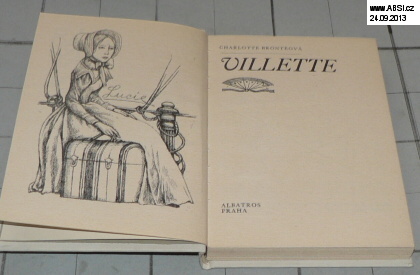 www.ABSI.cz
24.09.2013
Lucie
CHARLOTTE BRONTËOVÁ
VILLETTE
ALBATROS
PRAHA